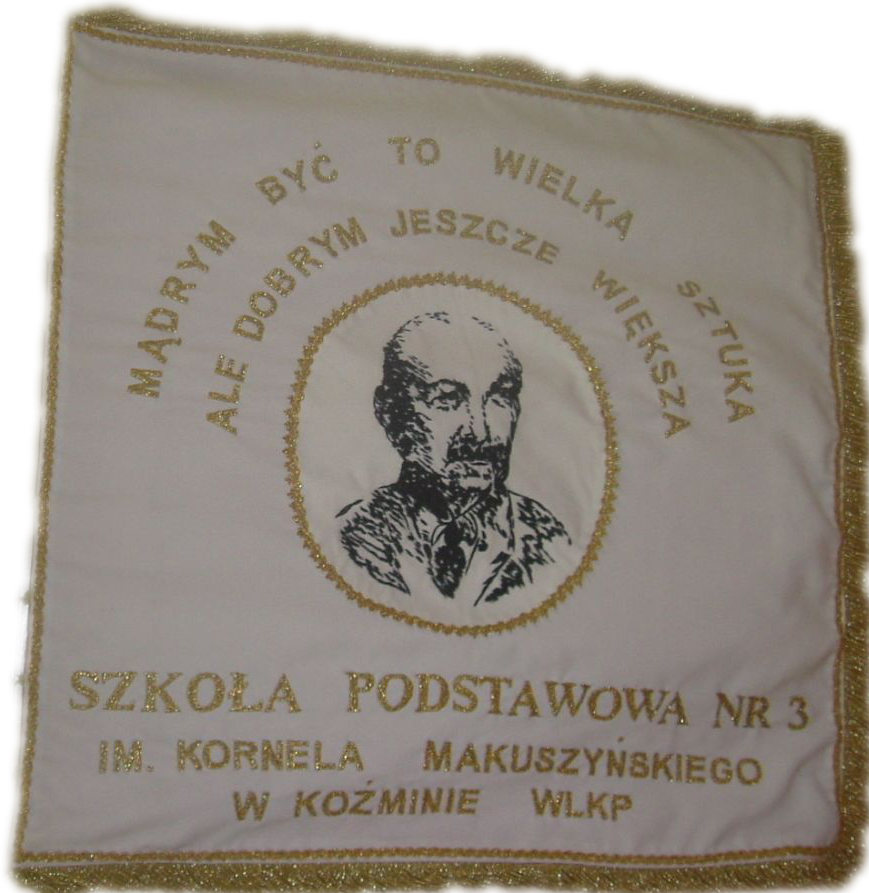 MĄDRYM BYĆ TO WIELKA SZTUKA
ALE DOBRYM JESZCZE WIĘKSZA
SZKOŁA PODSTAWOWA NR 3
IM. KORNELA MAKUSZYŃSKIEGO
W KOŹMINIE WLKP